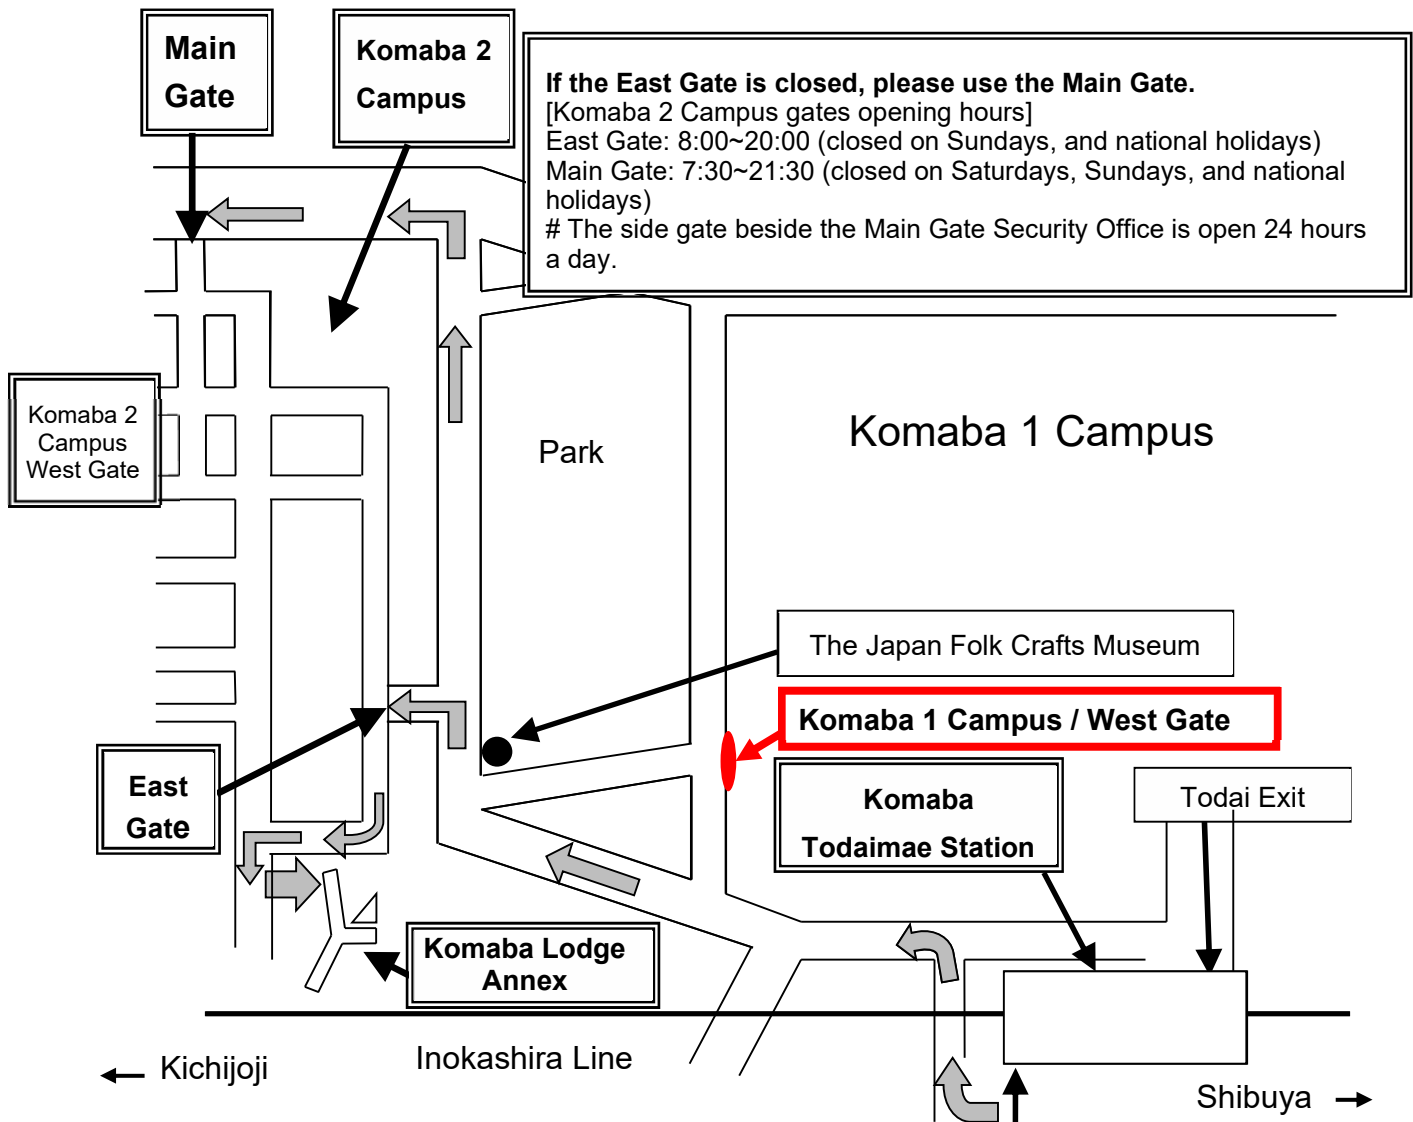 Main
Gate
Komaba 2
Campus
If the East Gate is closed, please use the Main Gate.
[Komaba 2 Campus gates opening hours]
East Gate: 8:00~20:00 (closed on Sundays, and national holidays)
Main Gate: 7:30~21:30 (closed on Saturdays, Sundays, and national
holidays)
# The side gate beside the Main Gate Security Office is open 24 hours
a day.
Komaba 2
Campus
West Gate
Park
Komaba 1 Campus
The Japan Folk Crafts Museum
Komaba 1 Campus / West Gate
East
Gate
Komaba
Todaimae Station
Todai Exit
Komaba Lodge
Annex
Inokashira Line
Kichijoji
Shibuya